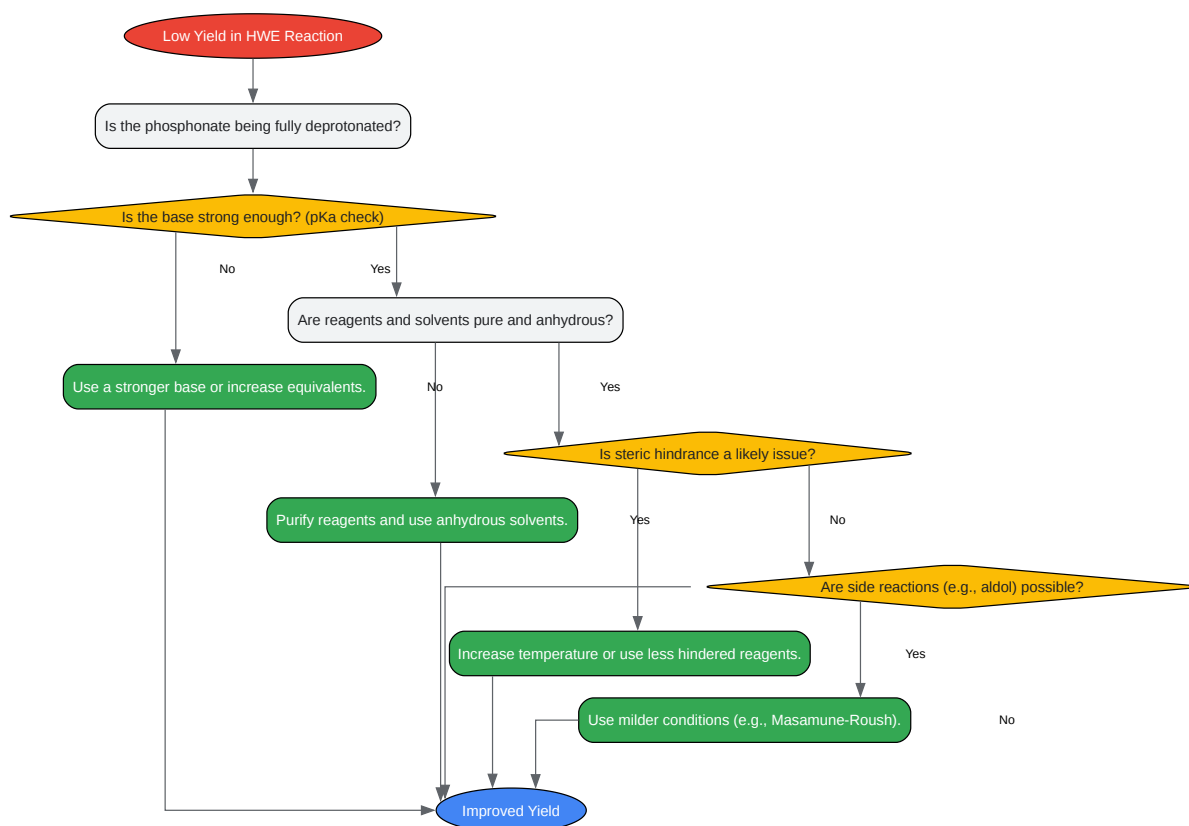 Low Yield in HWE Reaction
Is the phosphonate being fully deprotonated?
Is the base strong enough? (pKa check)
No
Yes
Are reagents and solvents pure and anhydrous?
Use a stronger base or increase equivalents.
No
Yes
Is steric hindrance a likely issue?
Purify reagents and use anhydrous solvents.
Yes
No
Are side reactions (e.g., aldol) possible?
Increase temperature or use less hindered reagents.
Yes
Use milder conditions (e.g., Masamune-Roush).
No
Improved Yield